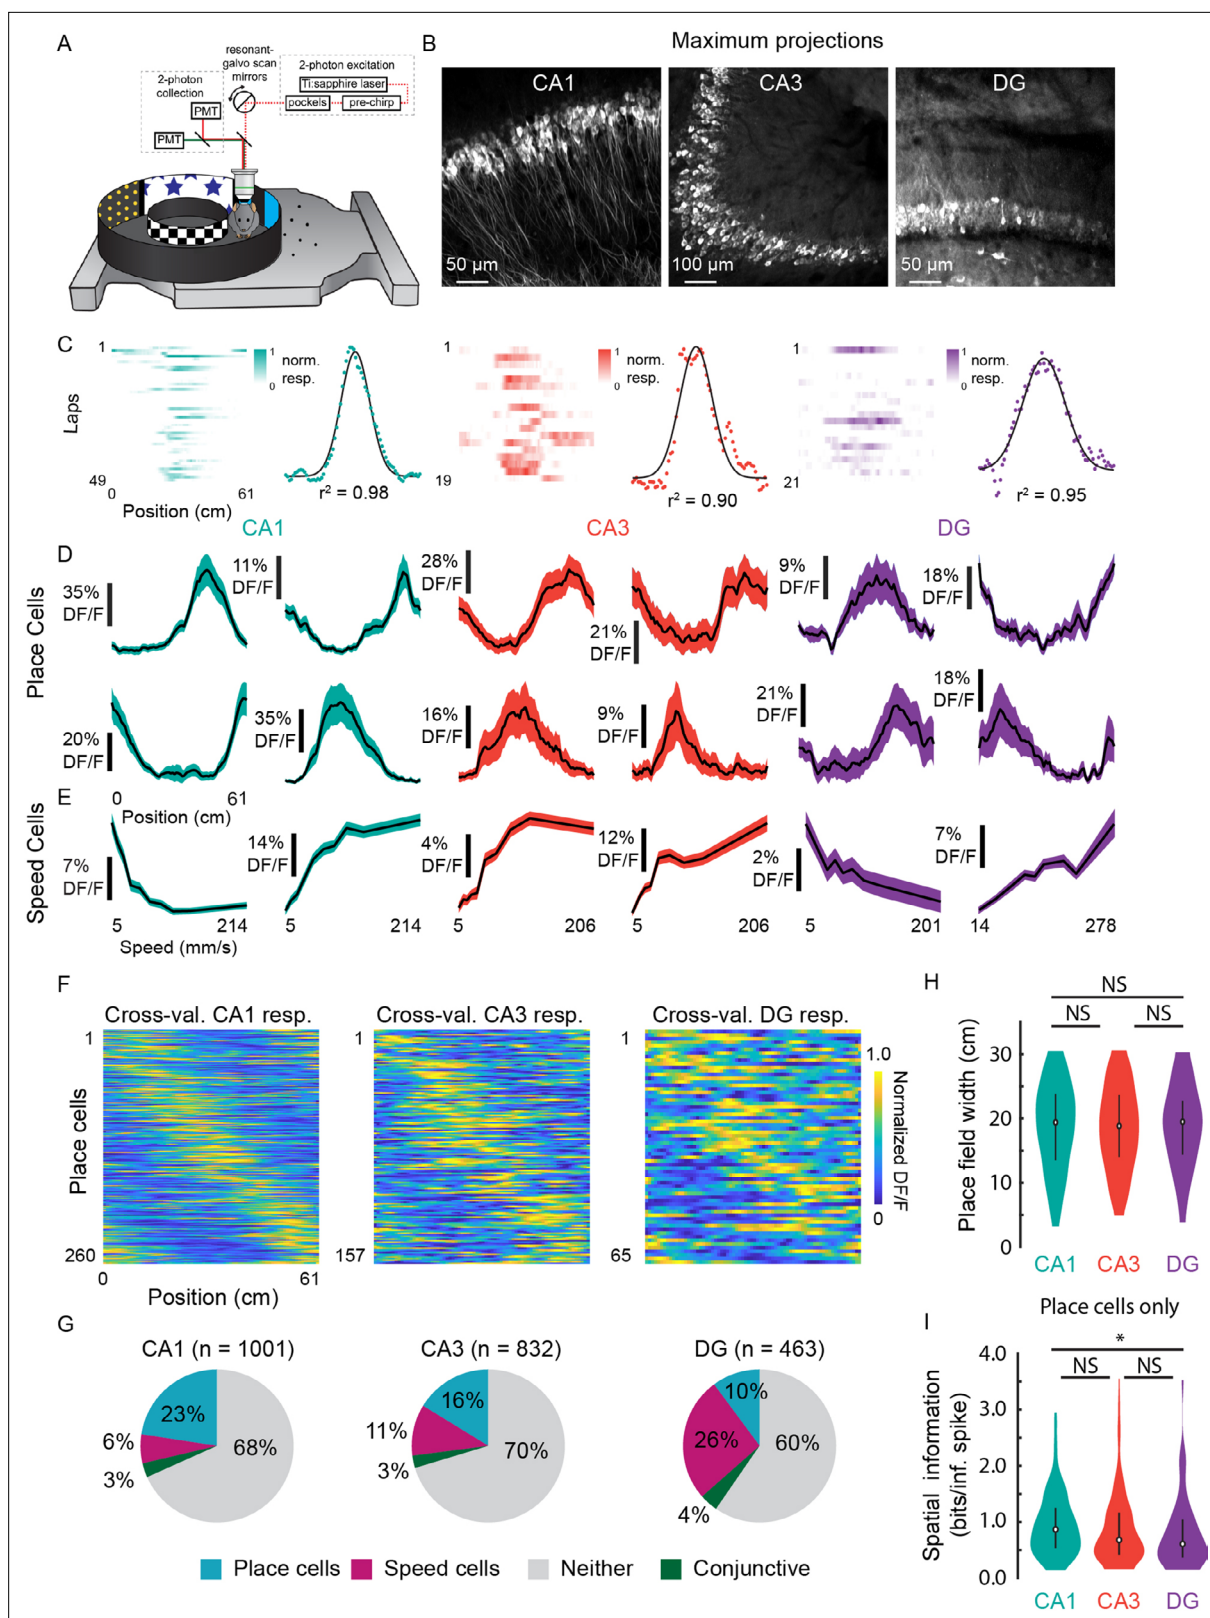 A
resonant-
galvo scan
mirrors
2-photon excitation
Ti:sapphire laser
pockels
pre-chirp
2-photon
collection
PMT
PMT
B
Maximum projections
CA1
CA3
DG
50 µm
100 µm
50 µm
C
Laps
1
49
0
61
Position (cm)
1
norm.
resp.
0
r² = 0.98
1
19
1
norm.
resp.
0
r² = 0.90
1
21
1
norm.
resp.
0
r² = 0.95
CA1
CA3
DG
D
Place Cells
35%
DF/F
11%
DF/F
28%
DF/F
21%
DF/F
9%
DF/F
18%
DF/F
20%
DF/F
35%
DF/F
16%
DF/F
9%
DF/F
21%
DF/F
18%
DF/F
0
61
Position (cm)
E
Speed Cells
7%
DF/F
14%
DF/F
4%
DF/F
12%
DF/F
2%
DF/F
7%
DF/F
5
214
5
214
5
206
5
206
5
201
14
278
Speed (mm/s)
F
Cross-val. CA1 resp.
Cross-val. CA3 resp.
Cross-val. DG resp.
Place cells
1
260
1
157
1
65
0
61
Position (cm)
1.0
Normalized DF/F
0
G
CA1 (n = 1001)
23%
6%
3%
68%
CA3 (n = 832)
16%
11%
3%
70%
DG (n = 463)
10%
26%
4%
60%
Place cells
Speed cells
Neither
Conjunctive
H
NS
NS
NS
Place field width (cm)
30
20
10
0
CA1
CA3
DG
I
Place cells only
*
NS
NS
Spatial information
(bits/inf. spike)
4.0
3.0
2.0
1.0
0.0
CA1
CA3
DG